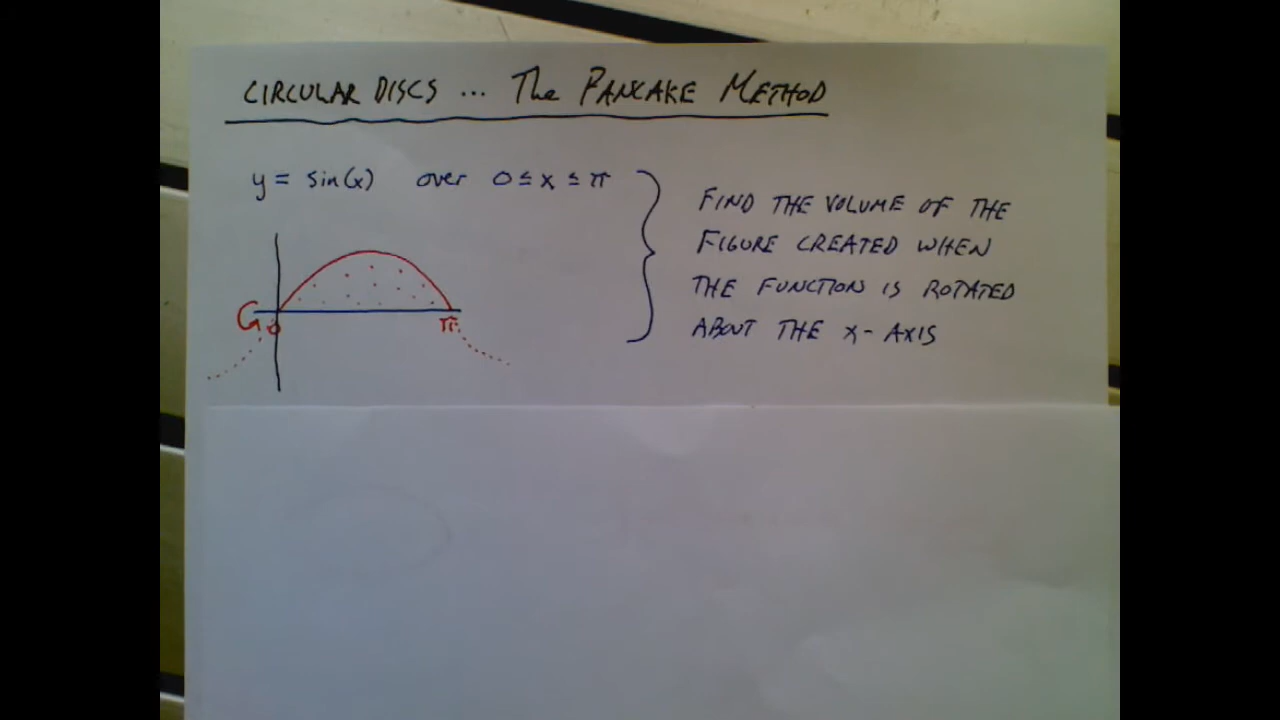 CIRCULAR DISCS ... The PANCAKE METHOD
y = sin(x) over 0 ≤ x ≤ π
FIND THE VOLUME OF THE
FIGURE CREATED WHEN
THE FUNCTION IS ROTATED
ABOUT THE X-AXIS
0
π